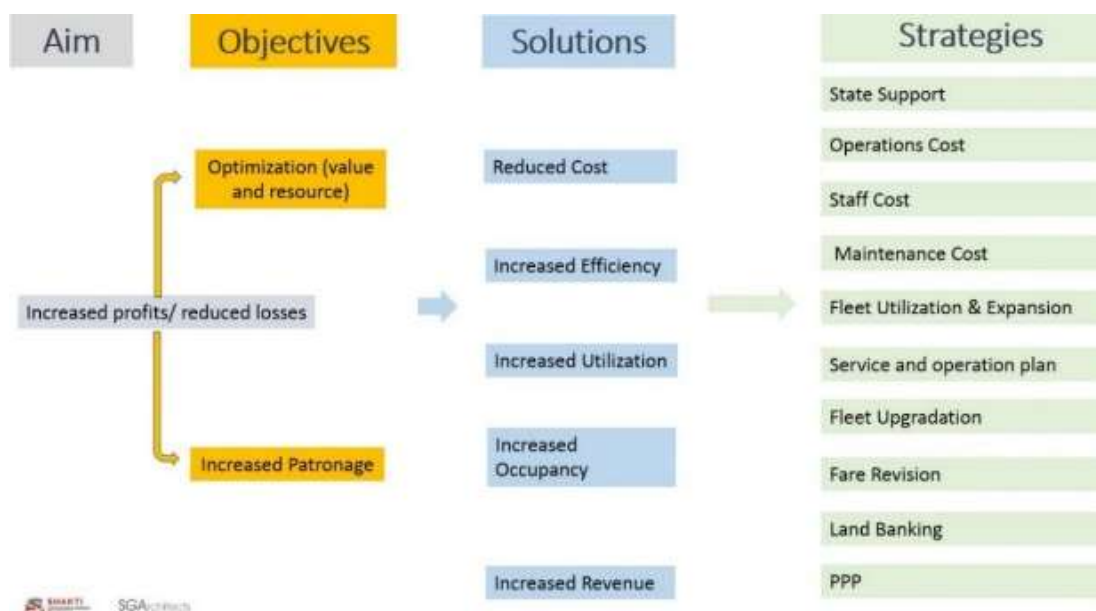 Aim
Objectives
Solutions
Strategies
State Support
Optimization (value
and resource)
Reduced Cost
Operations Cost
Staff Cost
Increased Efficiency
Maintenance Cost
Increased profits/ reduced losses
Fleet Utilization & Expansion
Increased Utilization
Service and operation plan
Fleet Upgradation
Increased Patronage
Increased
Occupancy
Fare Revision
Land Banking
Increased Revenue
PPP
SHAKTI
SGArchitects